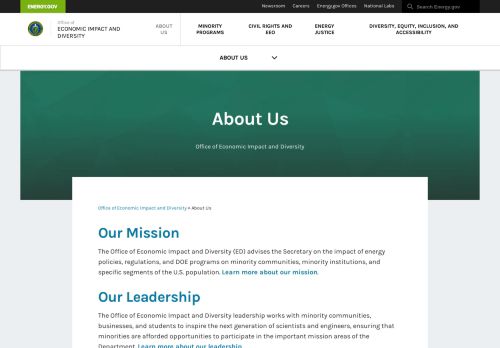 ENERGY.GOV
Newsroom Careers Energy.gov Offices National Labs Search Energy.gov
Office of
ECONOMIC IMPACT AND
DIVERSITY
ABOUT
US
MINORITY
PROGRAMS
CIVIL RIGHTS AND
EEO
ENERGY
JUSTICE
DIVERSITY, EQUITY, INCLUSION, AND
ACCESSIBILITY
ABOUT US
About Us
Office of Economic Impact and Diversity
Office of Economic Impact and Diversity » About Us
Our Mission
The Office of Economic Impact and Diversity (ED) advises the Secretary on the impact of energy
policies, regulations, and DOE programs on minority communities, minority institutions, and
specific segments of the U.S. population. Learn more about our mission.
Our Leadership
The Office of Economic Impact and Diversity leadership works with minority communities,
businesses, and students to inspire the next generation of scientists and engineers, ensuring that
minorities are afforded opportunities to participate in the important mission areas of the
Department. Learn more about our leadership.